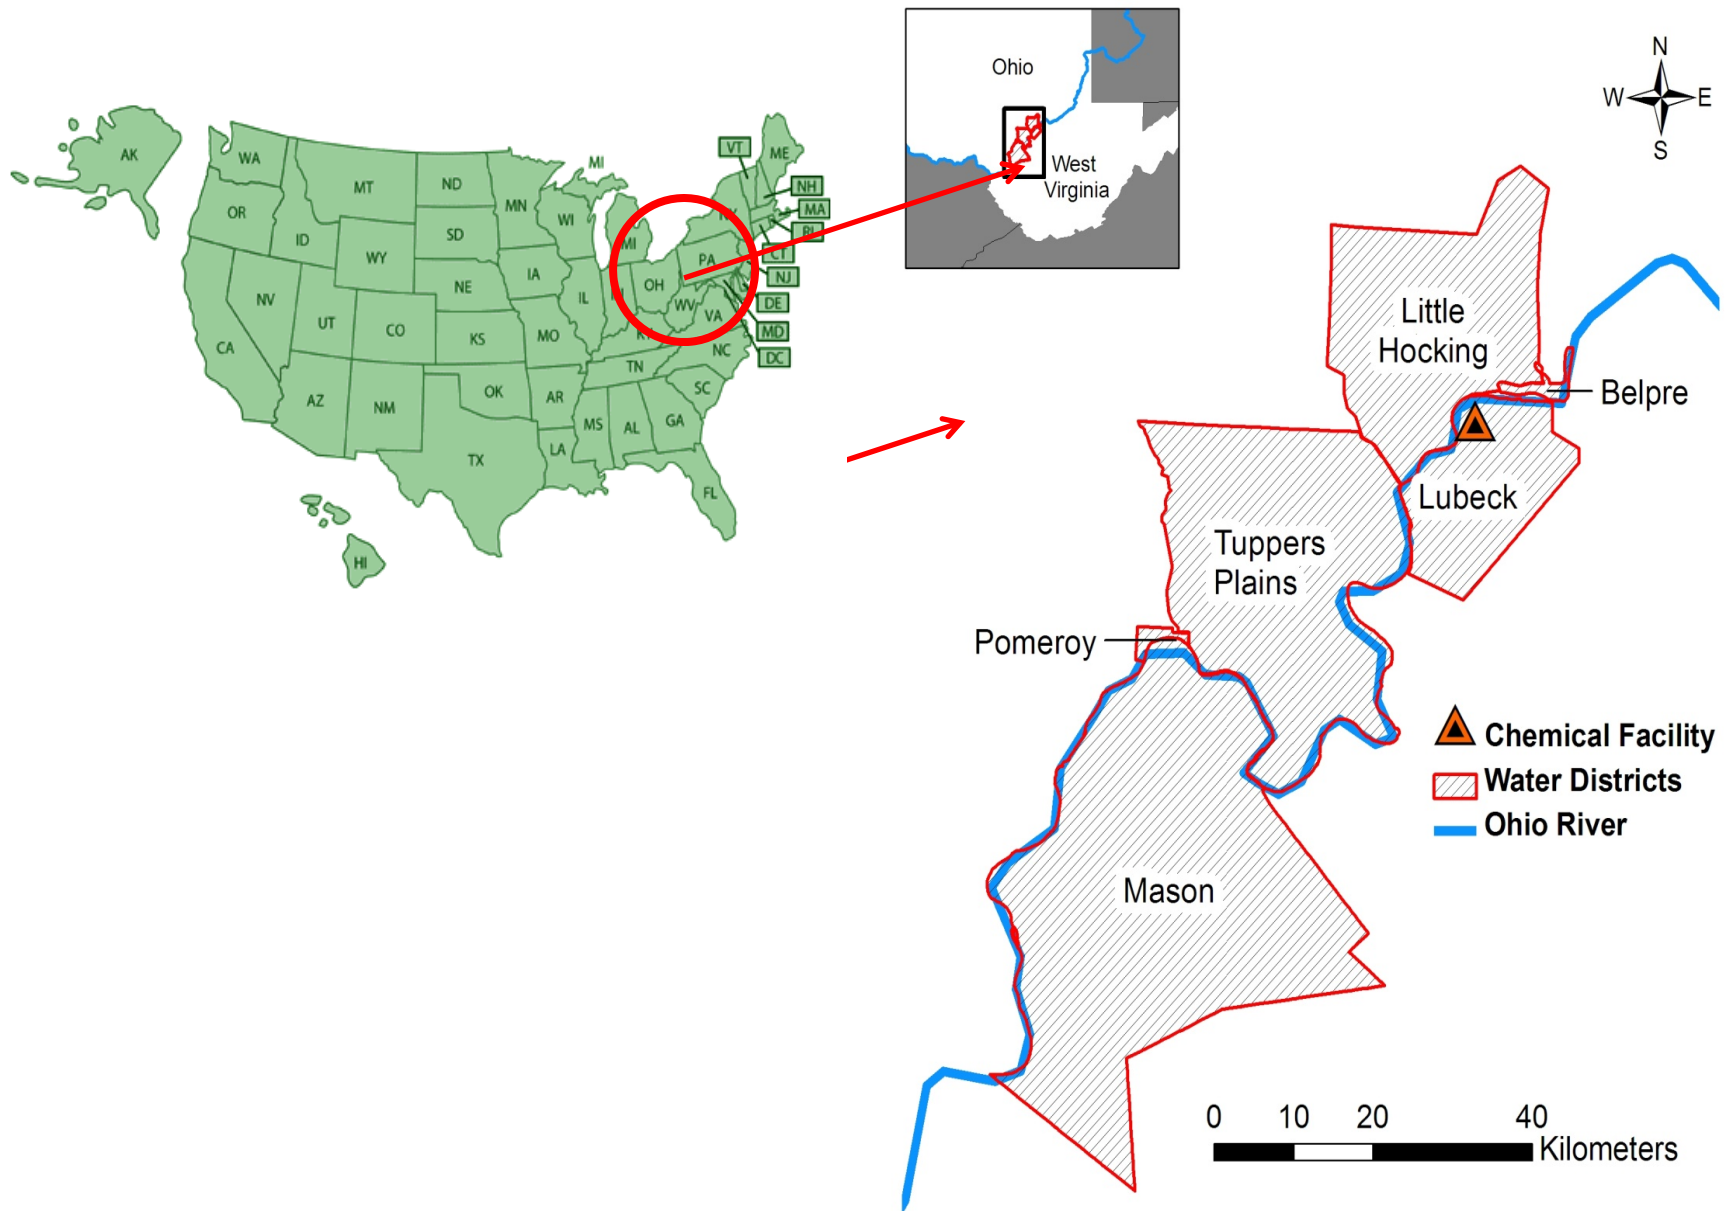 AK
WA
OR
CA
NV
ID
MT
WY
UT
AZ
CO
NM
ND
SD
NE
KS
OK
TX
MN
IA
MO
AR
LA
WI
IL
MI
MI
IN
OH
KY
TN
MS
AL
GA
FL
SC
NC
VA
WV
PA
NY
ME
VT
NH
MA
RI
CT
NJ
DE
MD
DC
HI
Ohio
West
Virginia
N
W E
S
Little
Hocking
Belpre
Lubeck
Tuppers
Plains
Pomeroy
Mason
Chemical Facility
Water Districts
Ohio River
0 10 20 40
Kilometers